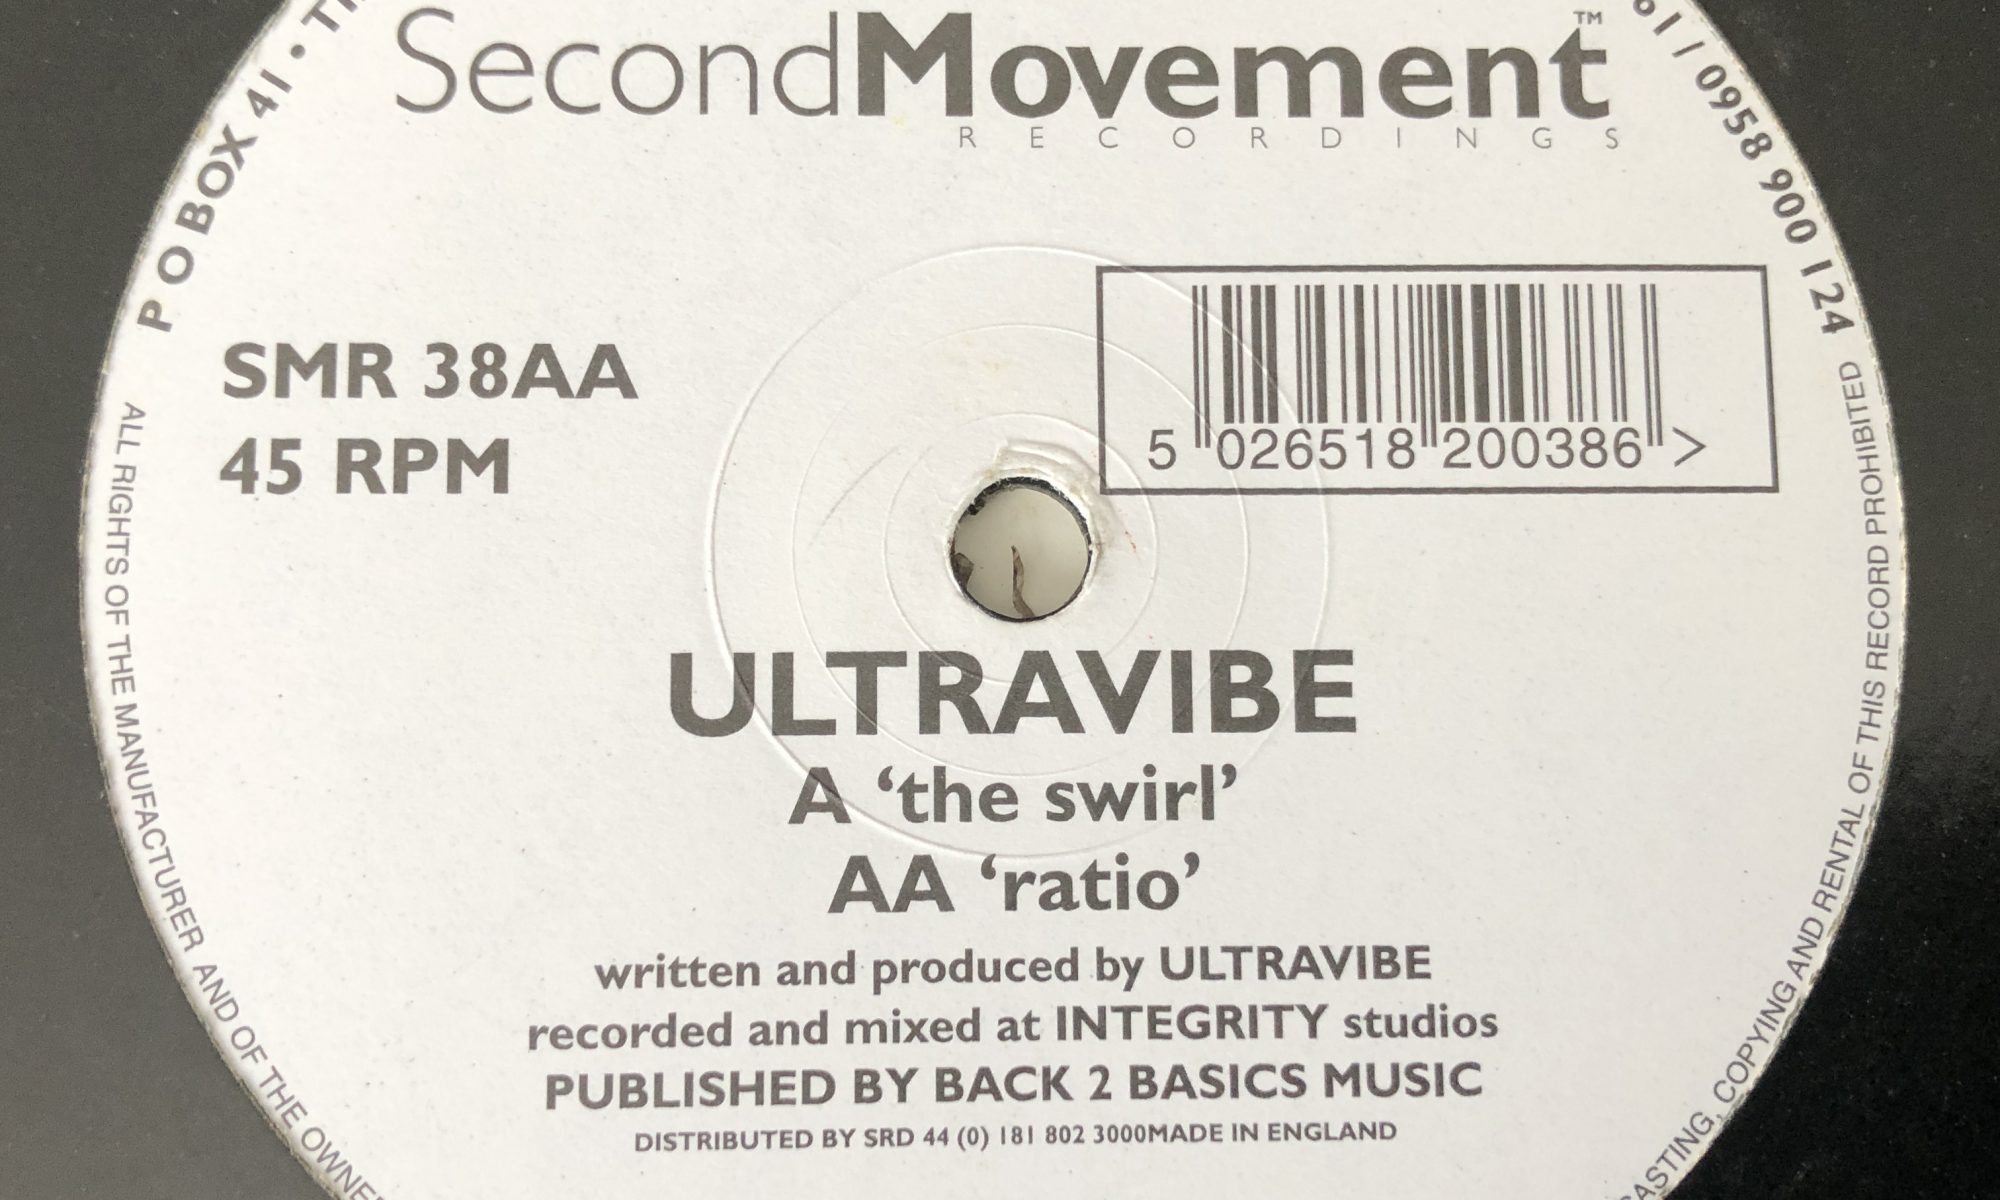 SecondMovement™
RECORDINGS
P O BOX 41 •
61 / 0958 900 124
SMR 38AA
45 RPM
5 026518 200386 >
ULTRAVIBE
A ‘the swirl’
AA ‘ratio’
written and produced by ULTRAVIBE
recorded and mixed at INTEGRITY studios
PUBLISHED BY BACK 2 BASICS MUSIC
DISTRIBUTED BY SRD 44 (0) 181 802 3000MADE IN ENGLAND
ALL RIGHTS OF THE MANUFACTURER AND OF THE OWNE
COPYING AND RENTAL OF THIS RECORD PROHIBITED